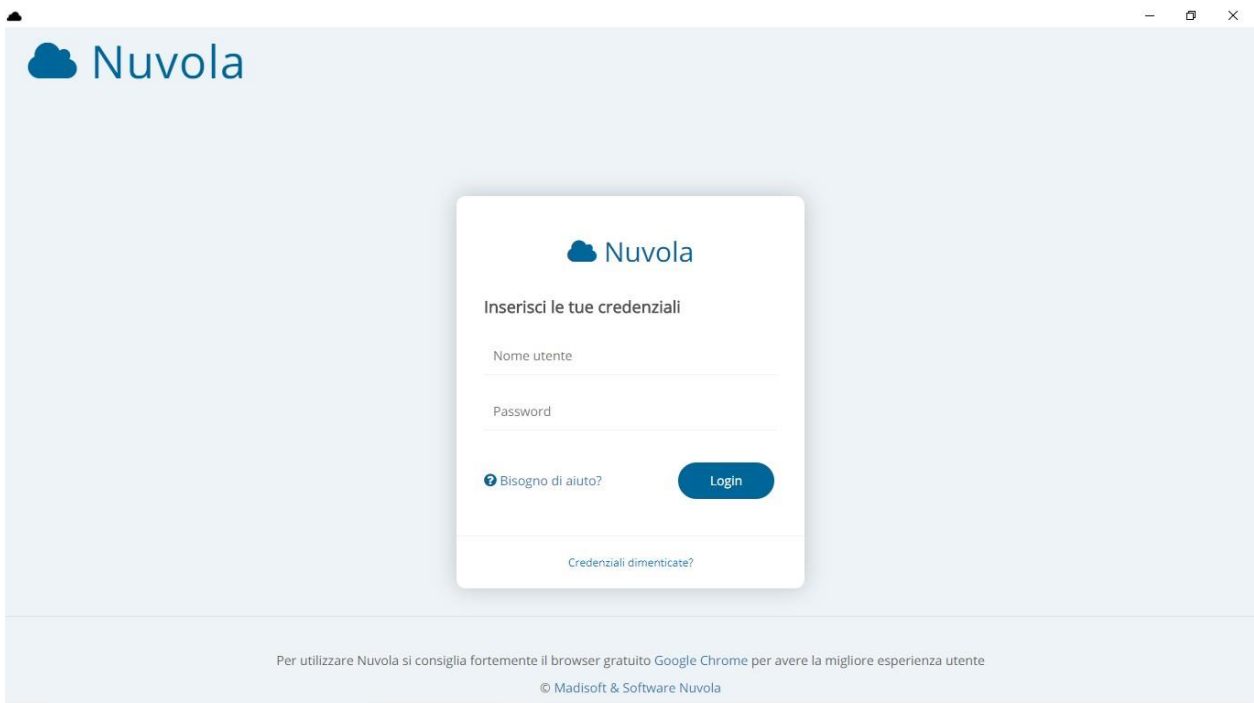 Nuvola
Nuvola
Inserisci le tue credenziali
Nome utente
Password
Bisogno di aiuto?
Login
Credenziali dimenticate?
Per utilizzare Nuvola si consiglia fortemente il browser gratuito Google Chrome per avere la migliore esperienza utente
© Madisoft & Software Nuvola